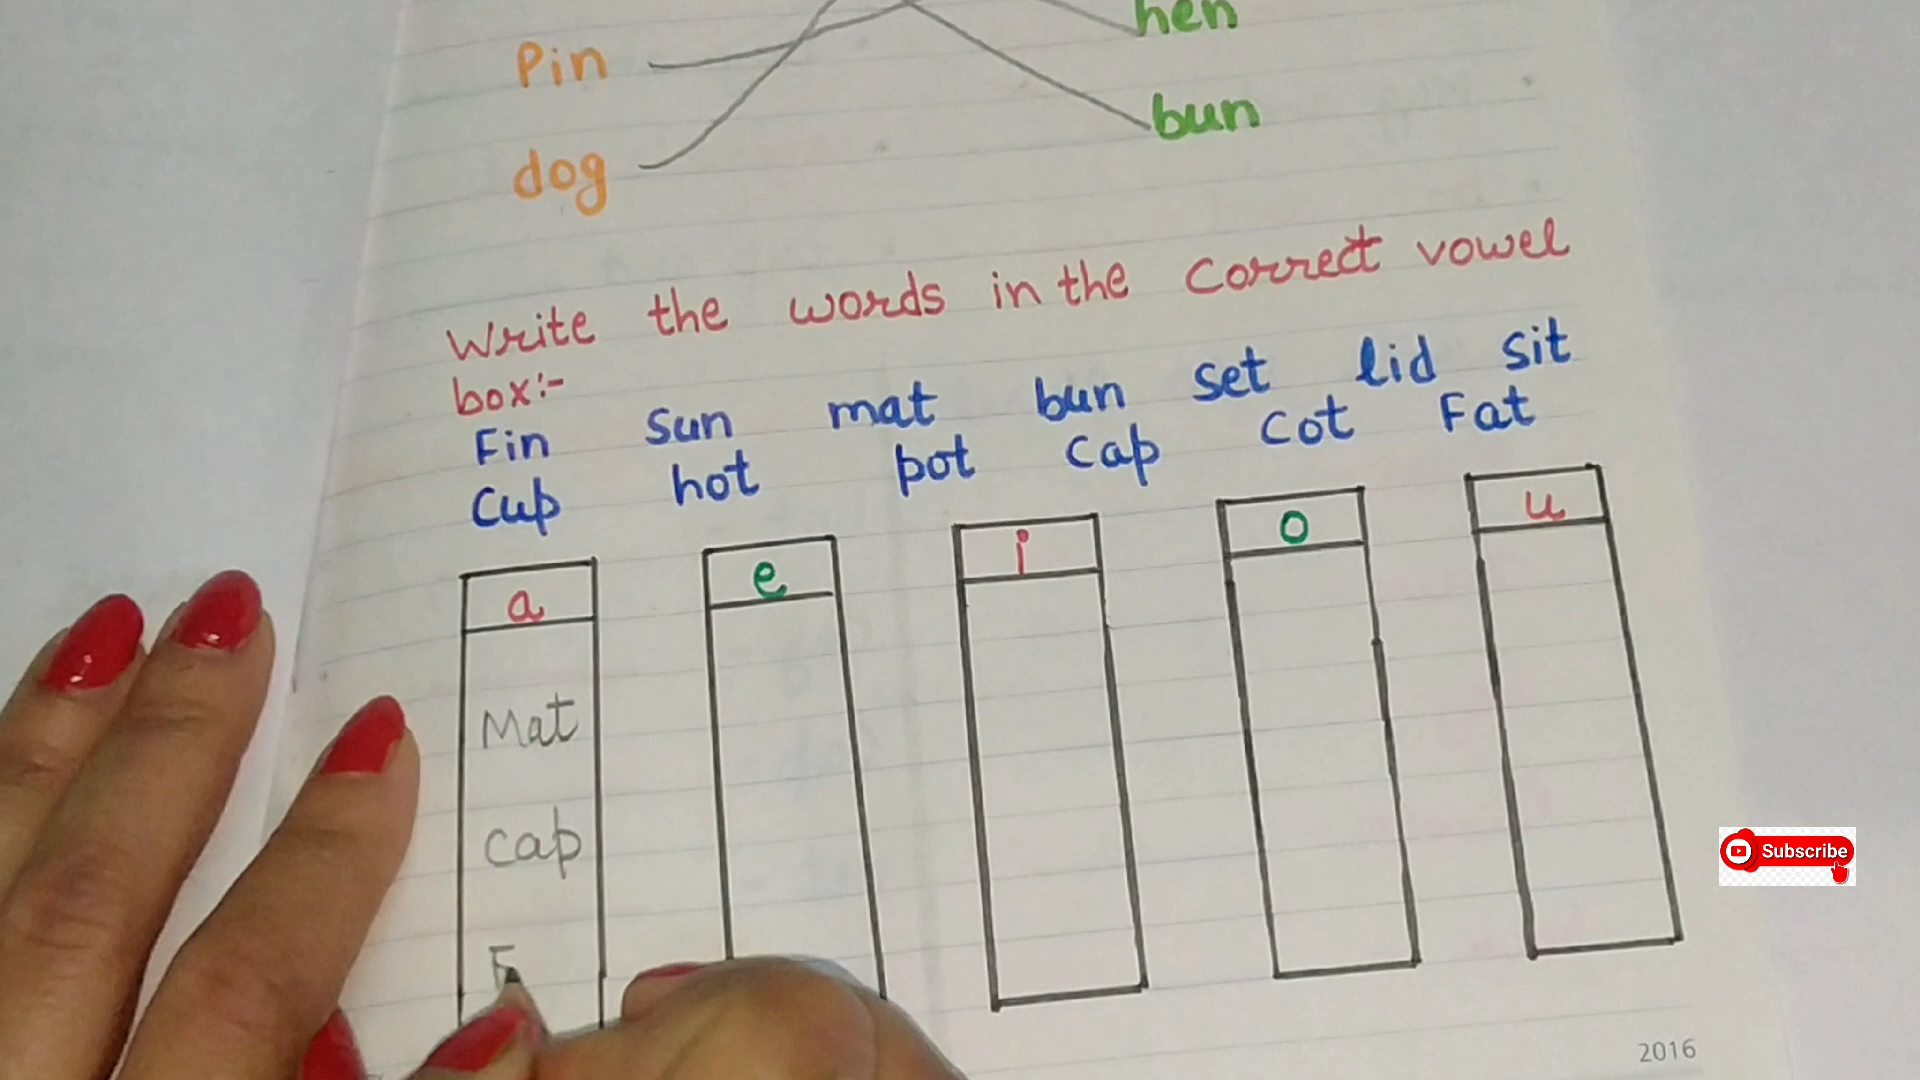 hen
Pin
bun
dog
Write the words in the correct vowel
box:-
Fin Sun mat bun set lid sit
Cup hot pot Cap Cot Fat
a e i o u
Mat
cap
F
Subscribe
2016